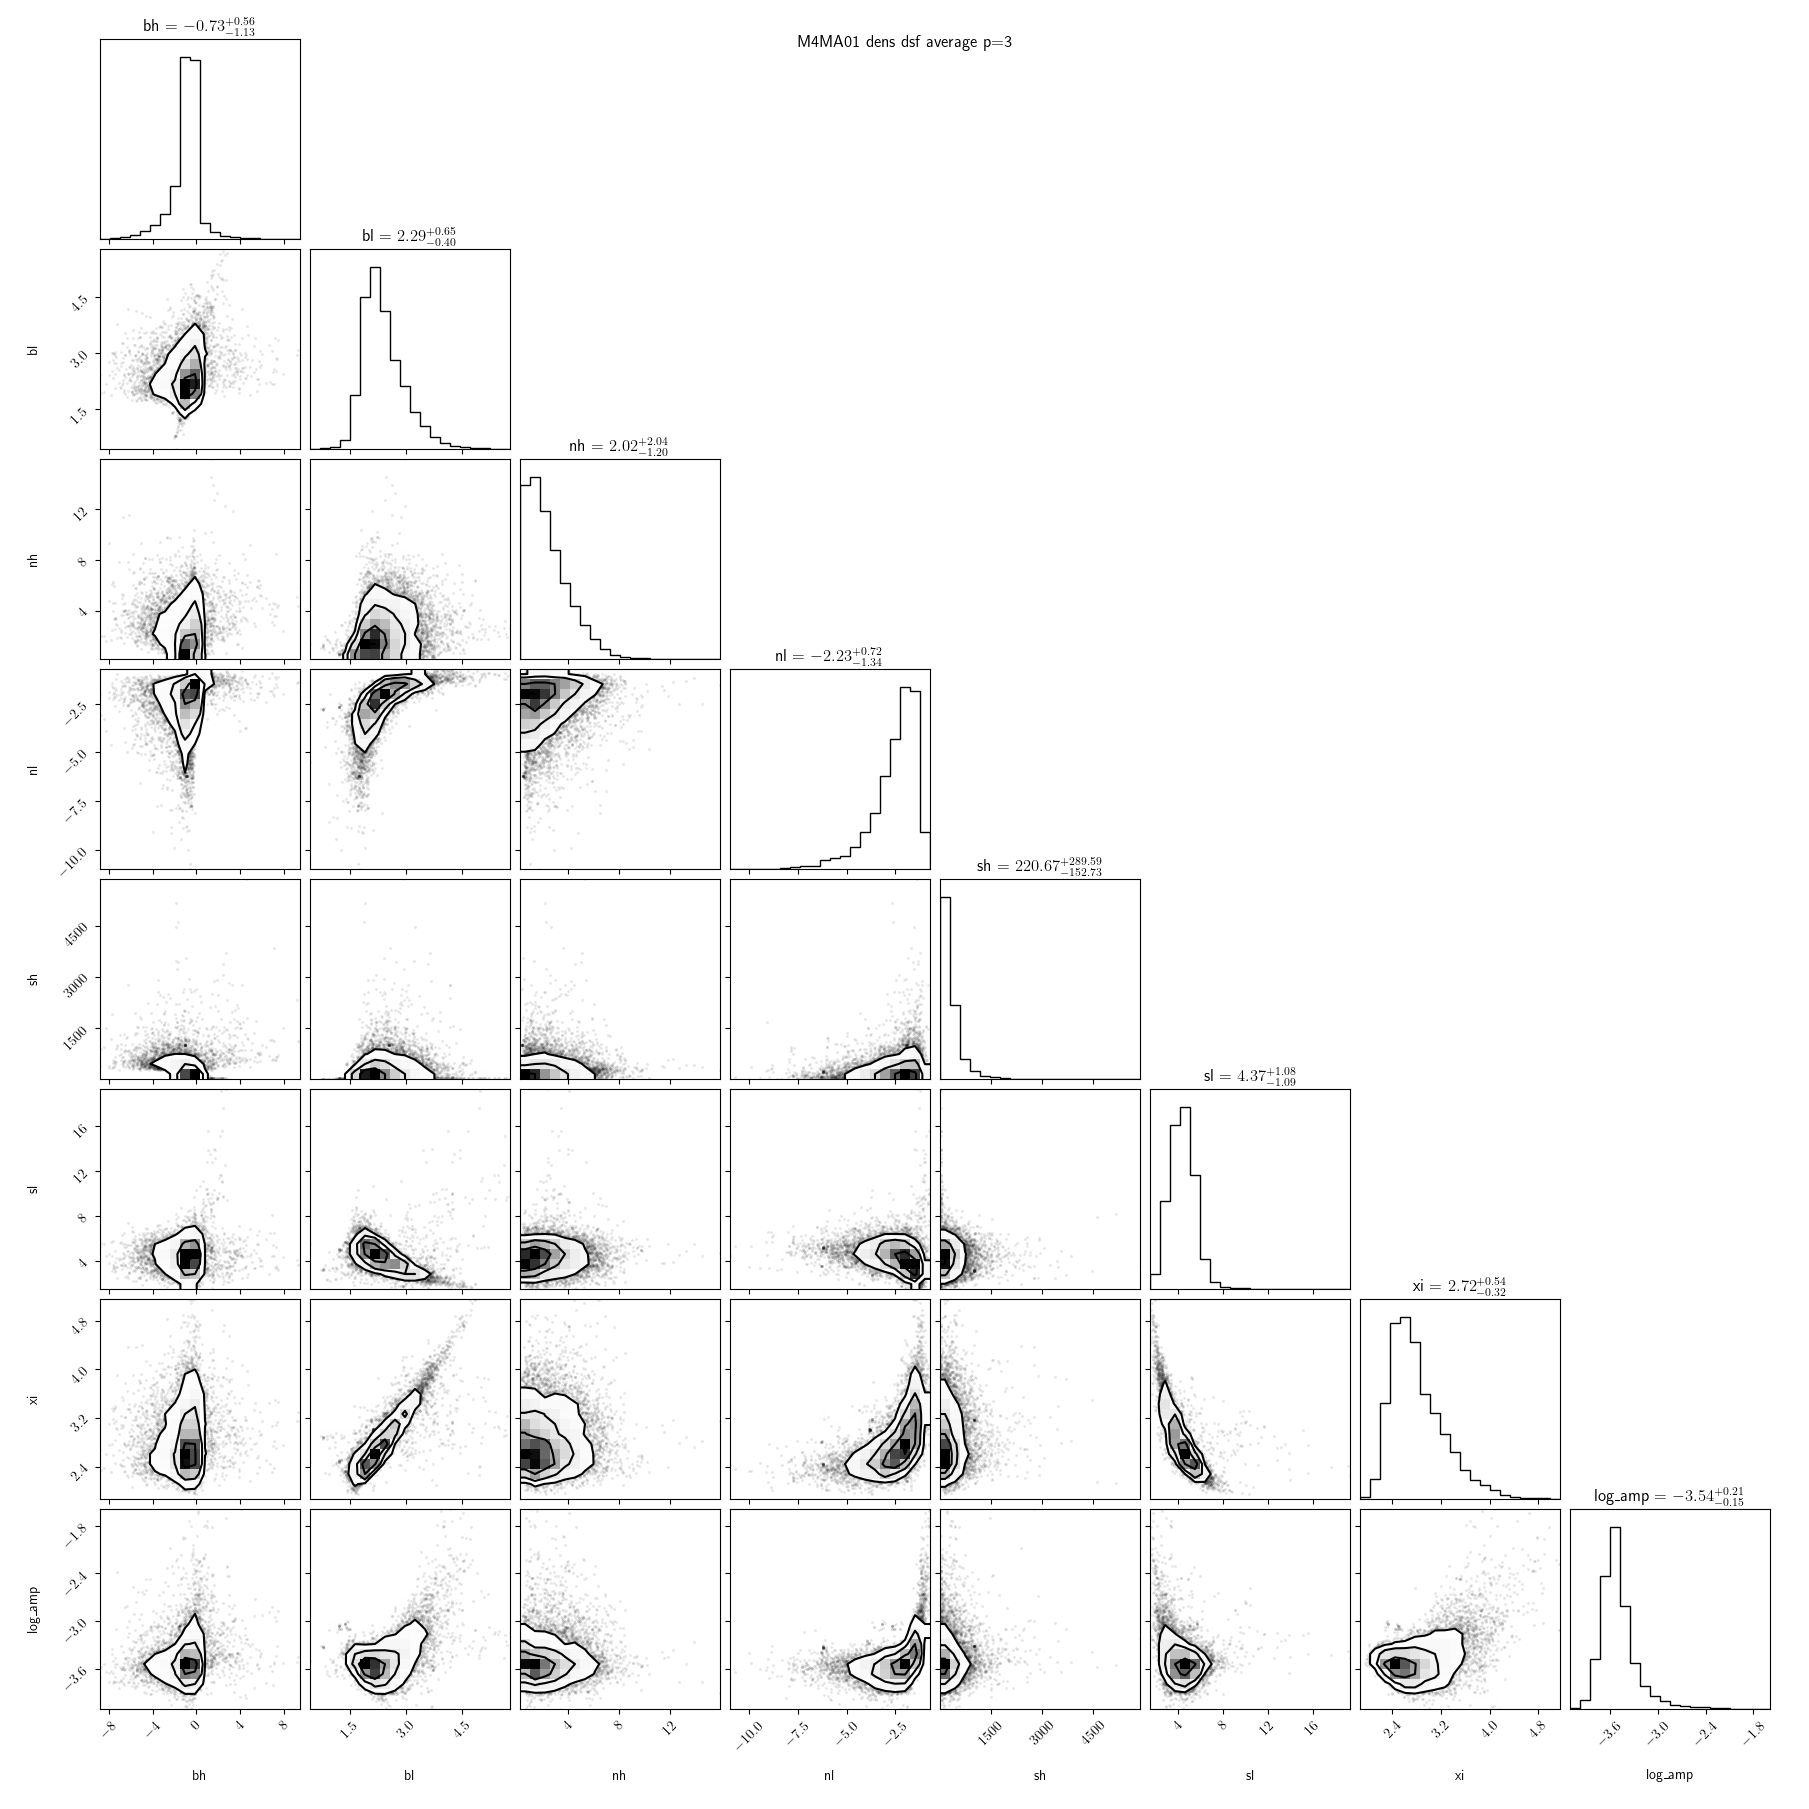 M4MA01 dens dsf average p=3
bh = −0.73 +0.56 −1.13
bl = 2.29 +0.65 −0.40
bl
4.5
3.0
1.5
nh = 2.02 +2.04 −1.20
nh
12
8
4
nl = −2.23 +0.72 −1.34
nl
−2.5
−5.0
−7.5
−10.0
sh = 220.67 +289.59 −152.73
sh
4500
3000
1500
sl = 4.37 +1.08 −1.09
sl
16
12
8
4
xi = 2.72 +0.54 −0.32
xi
4.8
4.0
3.2
2.4
log_amp = −3.54 +0.21 −0.15
log_amp
−1.8
−2.4
−3.0
−3.6
−8 −4 0 4 8 1.5 3.0 4.5 4 8 12 −10.0 −7.5 −5.0 −2.5 1500 3000 4500 4 8 12 16 2.4 3.2 4.0 4.8 −3.6 −3.0 −2.4 −1.8
bh bl nh nl sh sl xi log_amp